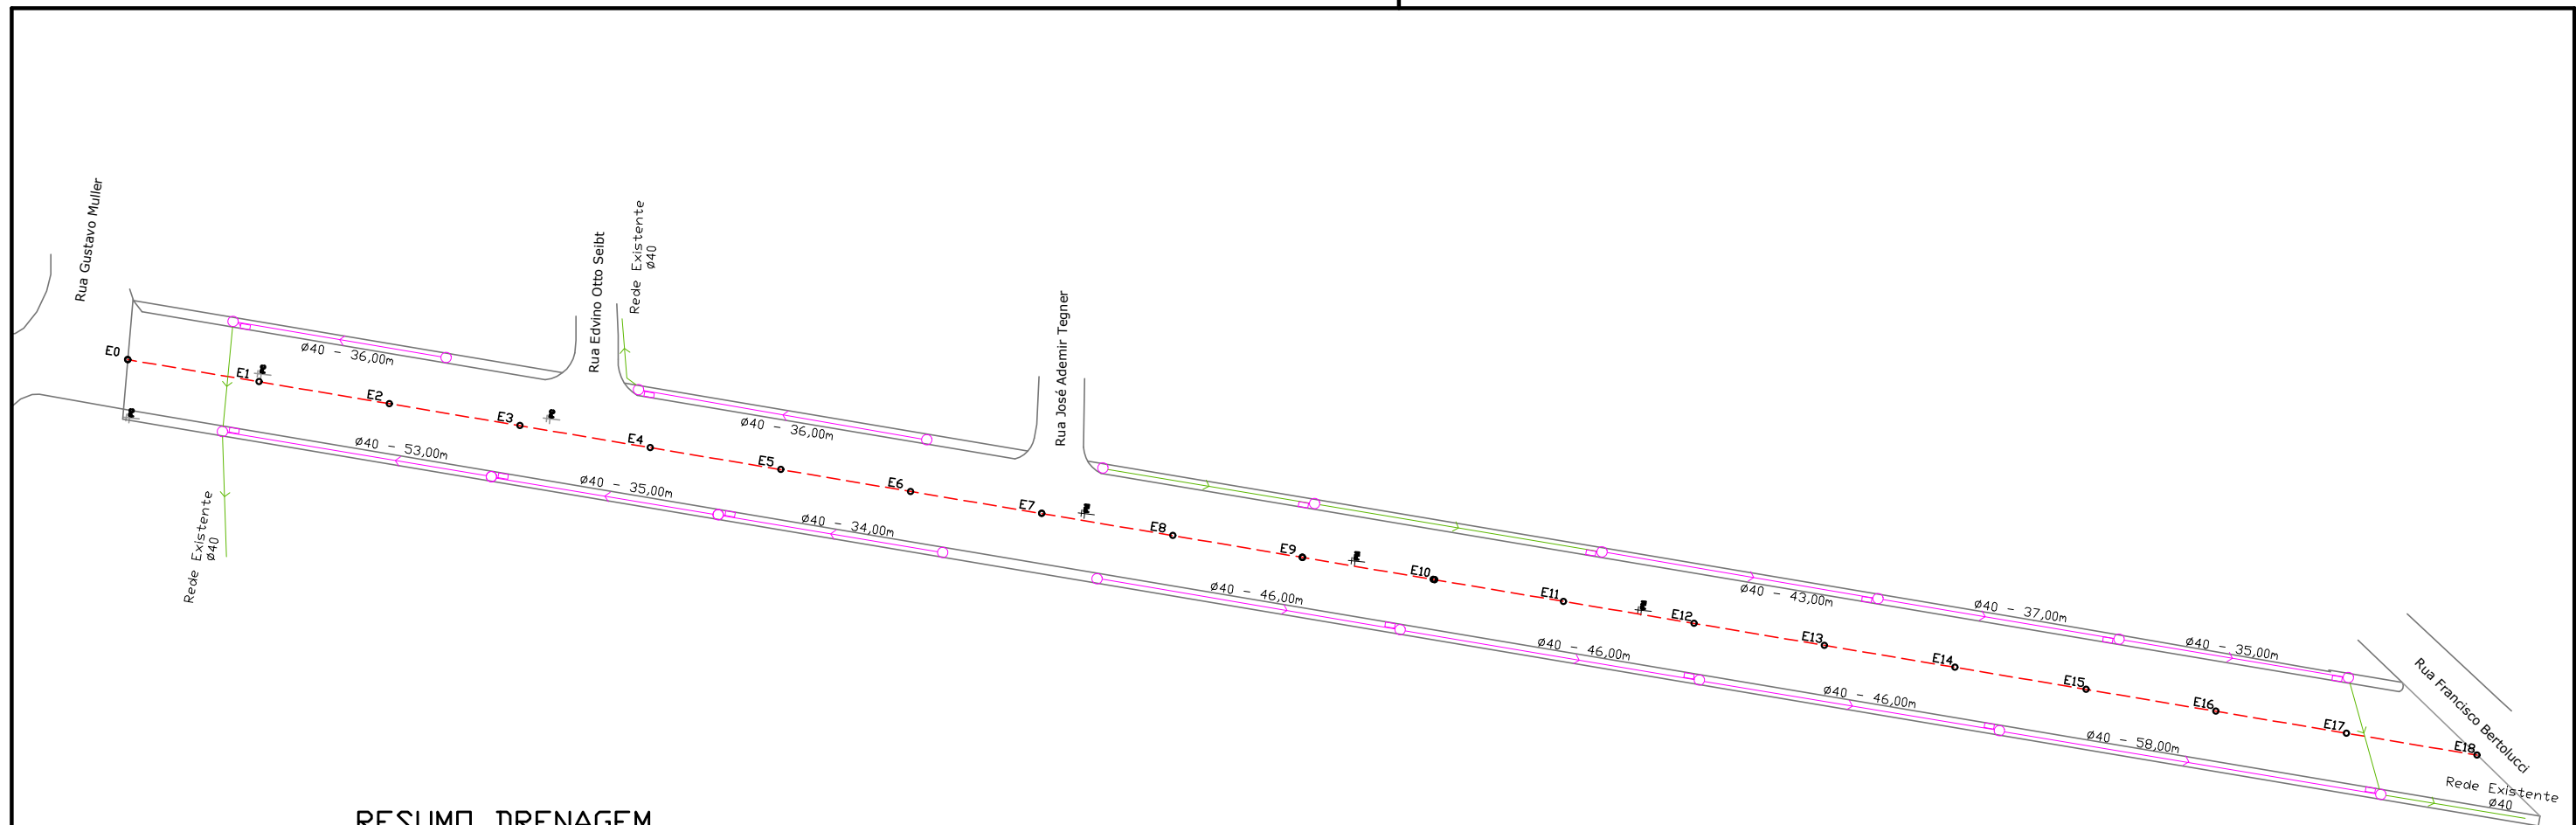 Rua Gustavo Muller
Rua Edvino Otto Seibt
Rede Existente
Ø40
Rua José Ademir Tegner
E0
E1
E2
E3
E4
E5
E6
E7
E8
E9
E10
E11
E12
E13
E14
E15
E16
E17
E18
Ø40 - 36,00m
Ø40 - 36,00m
Ø40 - 53,00m
Ø40 - 35,00m
Ø40 - 34,00m
Ø40 - 46,00m
Ø40 - 46,00m
Ø40 - 46,00m
Ø40 - 58,00m
Ø40 - 43,00m
Ø40 - 37,00m
Ø40 - 35,00m
Rede Existente
Ø40
Rua Francisco Bertolucci
Rede Existente
Ø40
RESUMO DRENAGEM